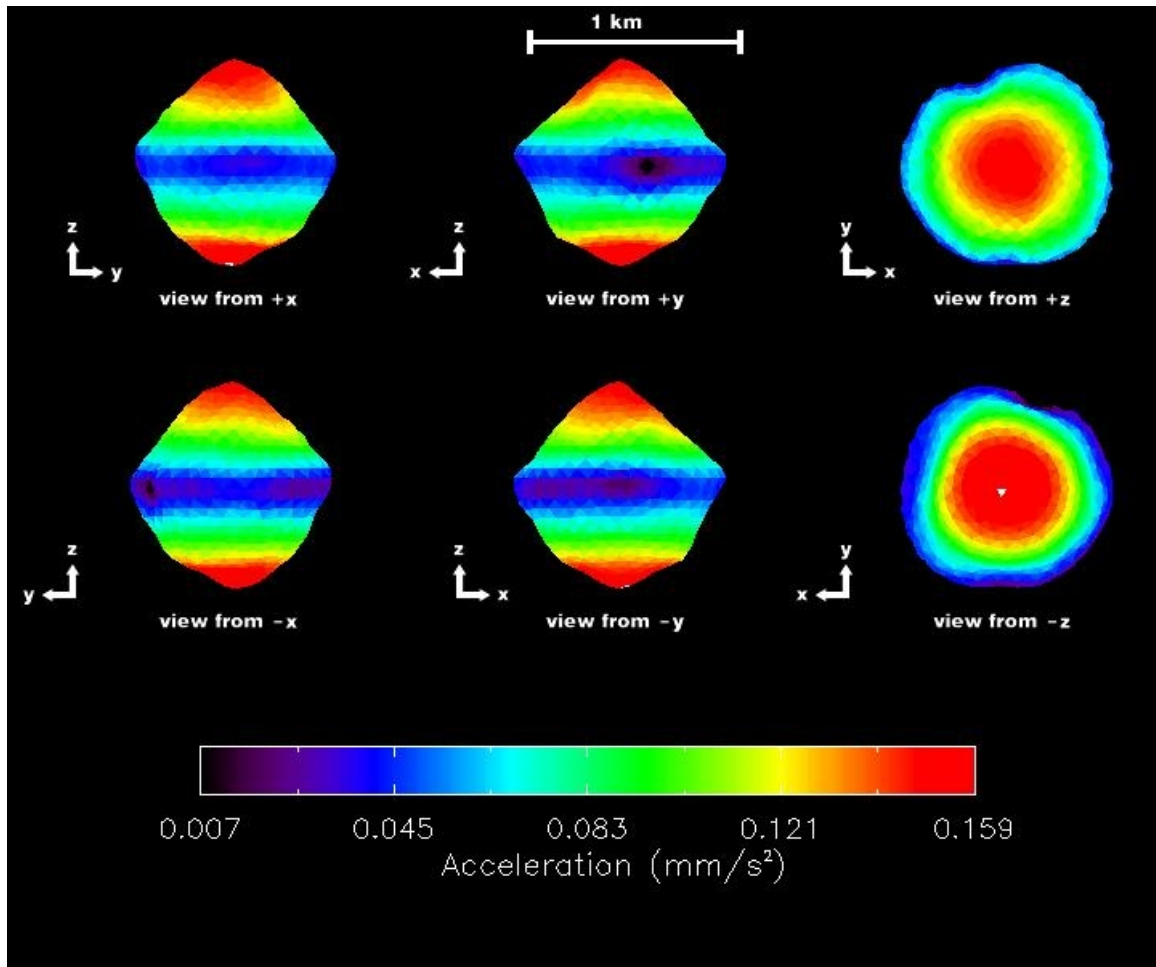 1 km
z
y
view from +x
z
x
view from +y
y
x
view from +z
z
y
view from −x
z
x
view from −y
y
x
view from −z
0.007 0.045 0.083 0.121 0.159
Acceleration (mm/s²)